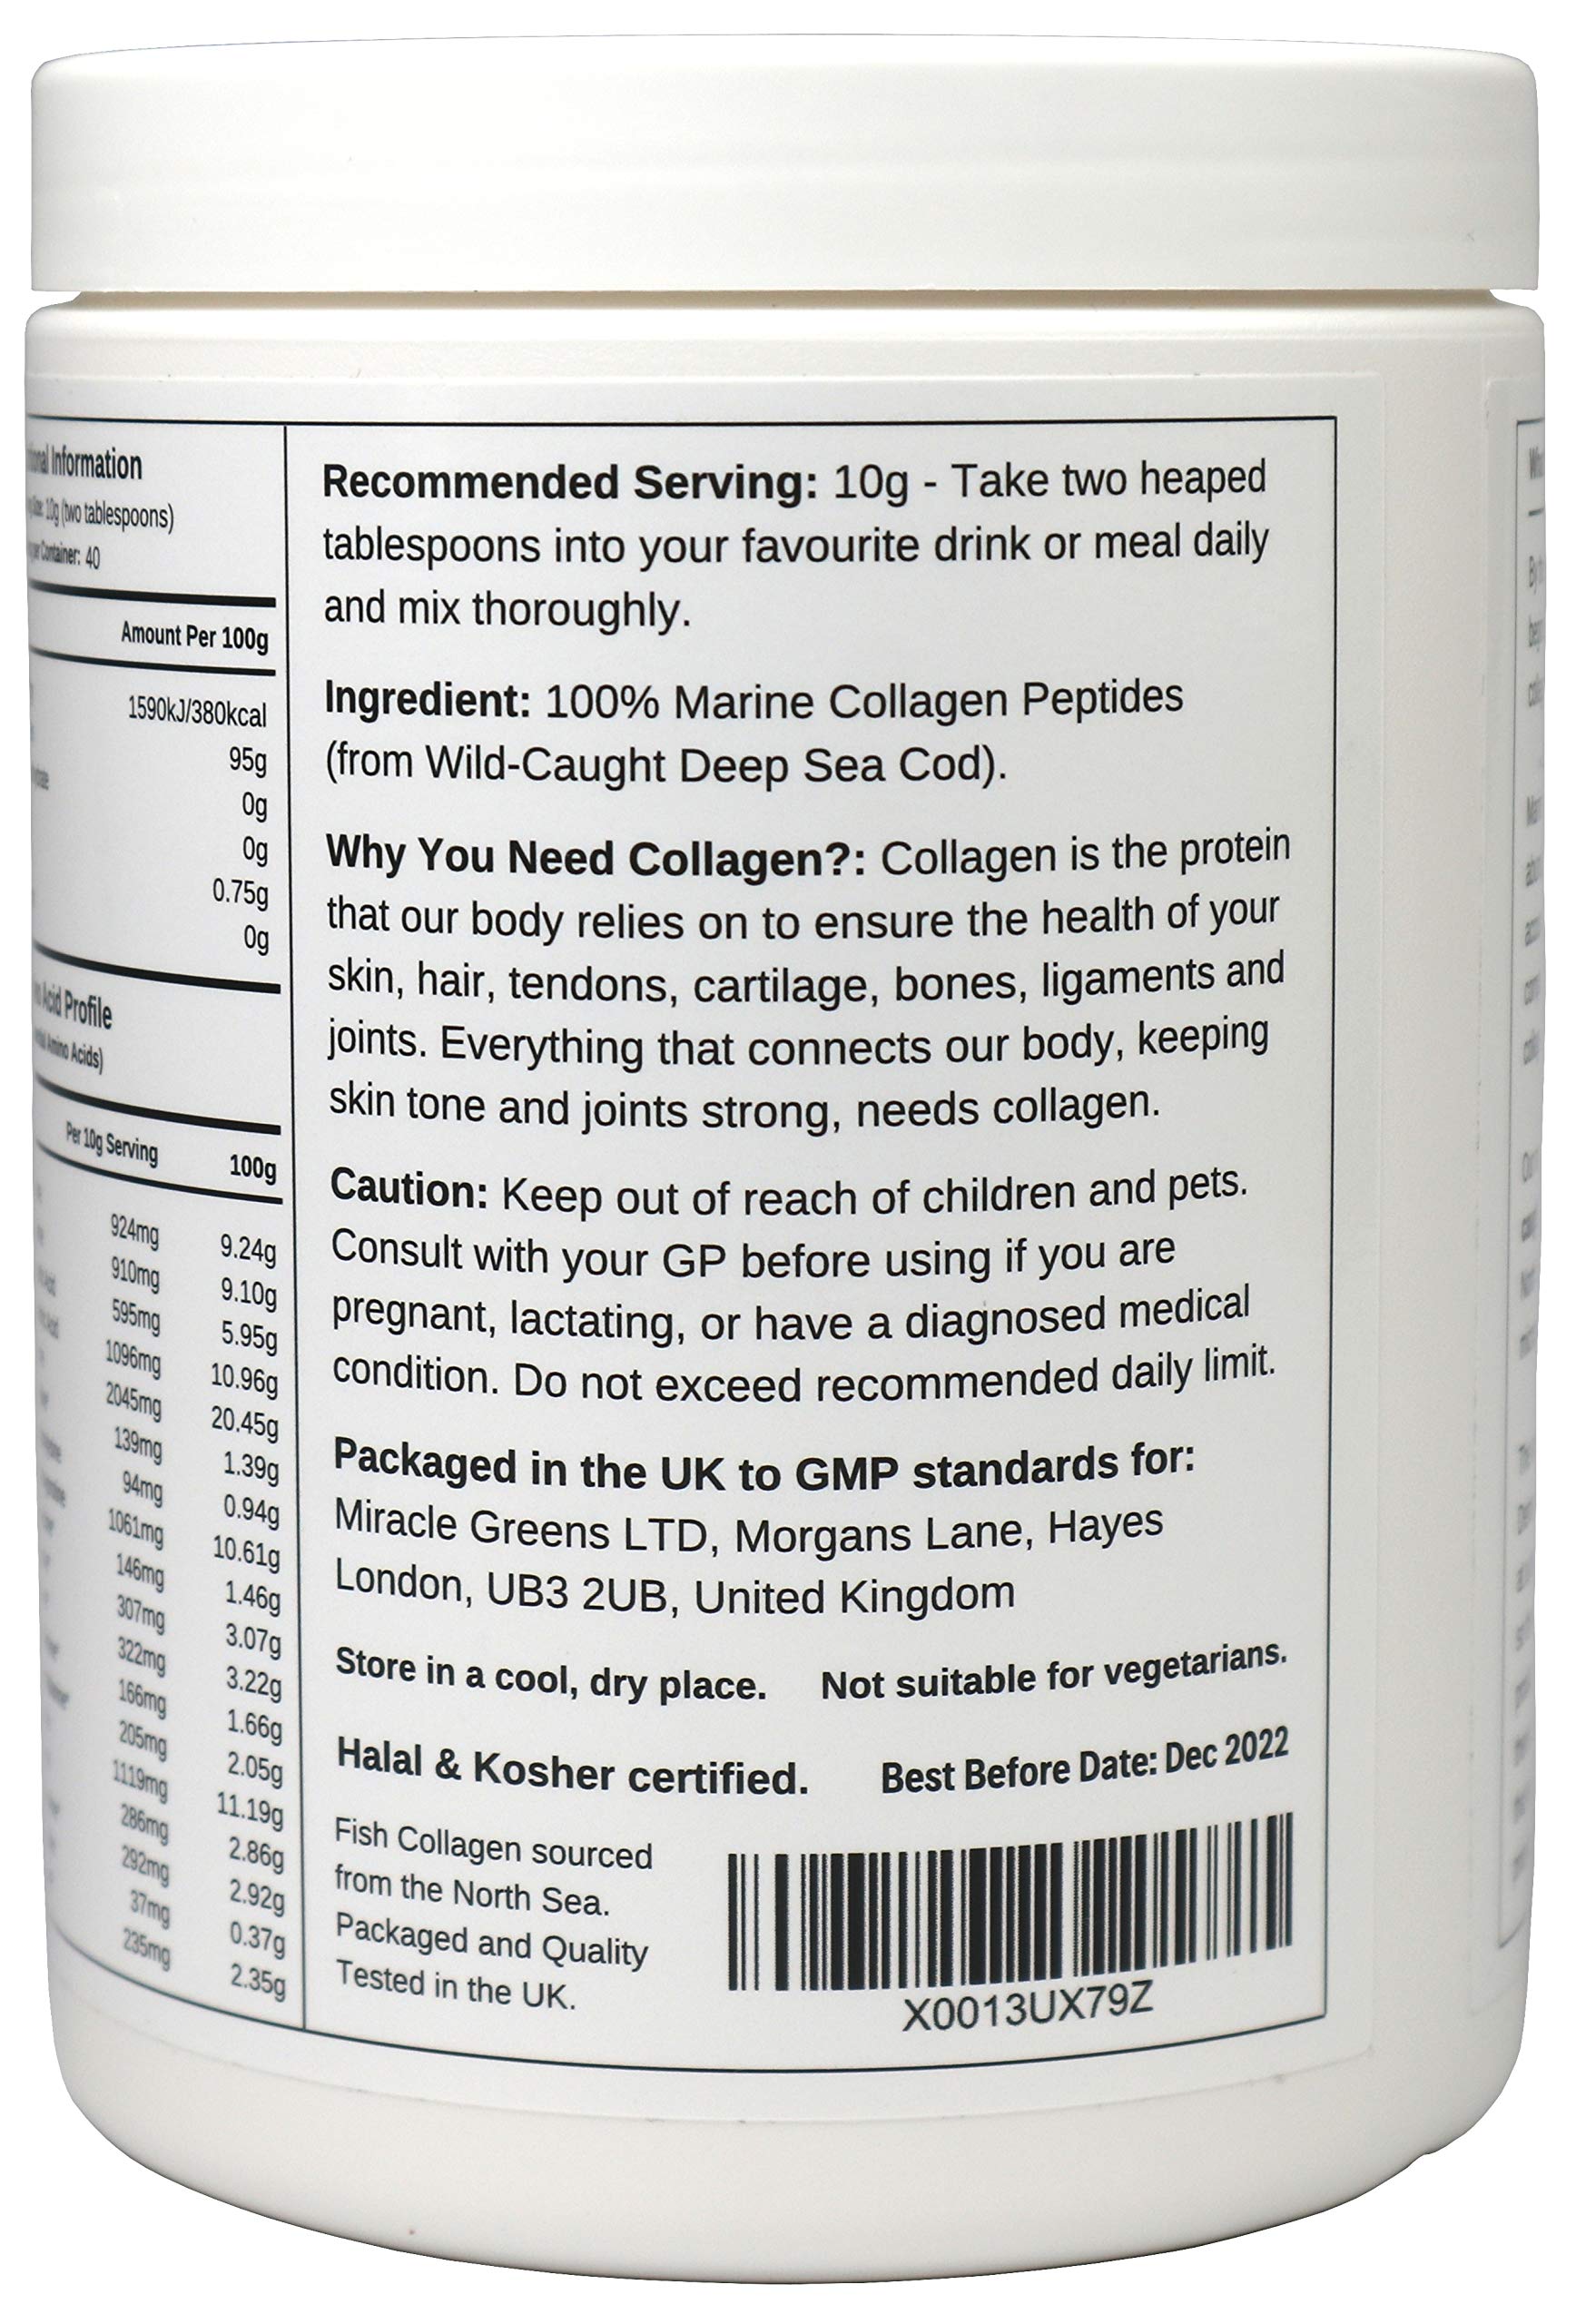 Information
10g (two tablespoons)
Container: 40
Amount Per 100g
1590kJ/380kcal
95g
0g
0g
0.75g
0g
Acid Profile
Amino Acids)
Per 10g Serving 100g
924mg 9.24g
910mg 9.10g
595mg 5.95g
1096mg 10.96g
2045mg 20.45g
139mg 1.39g
94mg 0.94g
1061mg 10.61g
146mg 1.46g
307mg 3.07g
322mg 3.22g
166mg 1.66g
205mg 2.05g
1119mg 11.19g
286mg 2.86g
292mg 2.92g
37mg 0.37g
235mg 2.35g
Recommended Serving: 10g - Take two heaped
tablespoons into your favourite drink or meal daily
and mix thoroughly.
Ingredient: 100% Marine Collagen Peptides
(from Wild-Caught Deep Sea Cod).
Why You Need Collagen?: Collagen is the protein
that our body relies on to ensure the health of your
skin, hair, tendons, cartilage, bones, ligaments and
joints. Everything that connects our body, keeping
skin tone and joints strong, needs collagen.
Caution: Keep out of reach of children and pets.
Consult with your GP before using if you are
pregnant, lactating, or have a diagnosed medical
condition. Do not exceed recommended daily limit.
Packaged in the UK to GMP standards for:
Miracle Greens LTD, Morgans Lane, Hayes
London, UB3 2UB, United Kingdom
Store in a cool, dry place. Not suitable for vegetarians.
Halal & Kosher certified. Best Before Date: Dec 2022
Fish Collagen sourced
from the North Sea.
Packaged and Quality
Tested in the UK.
X0013UX79Z